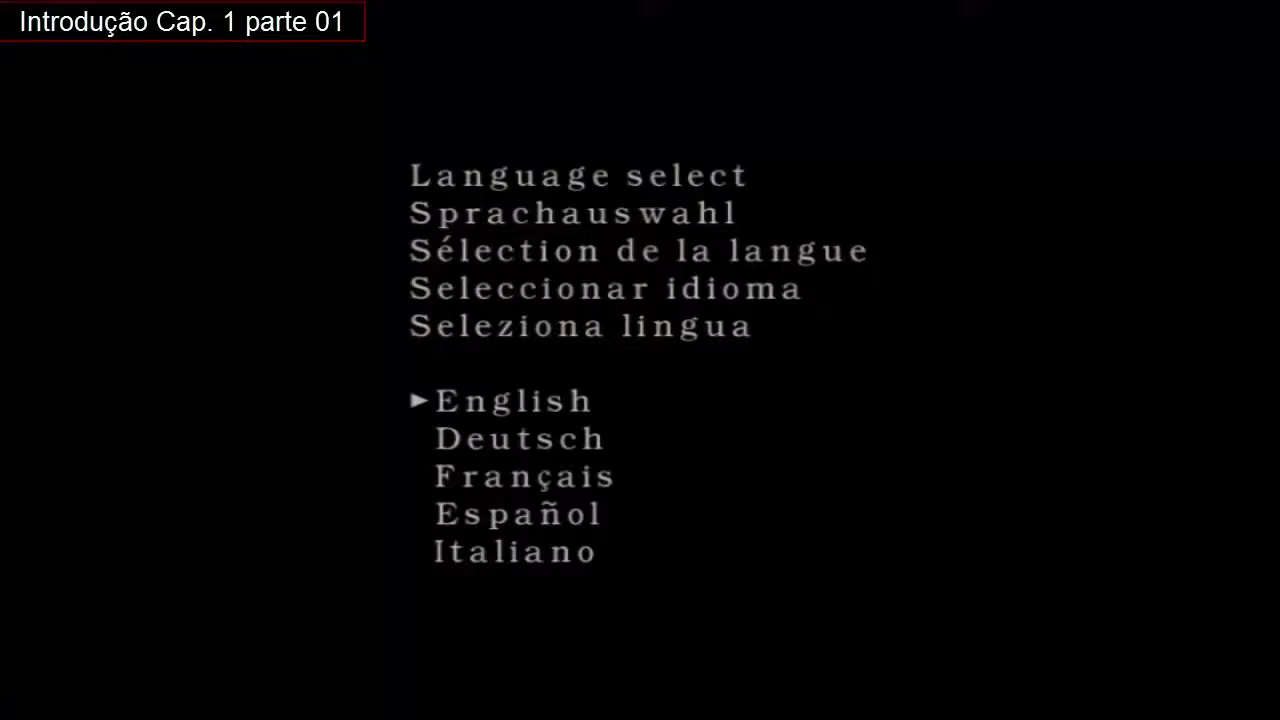 Introdução Cap. 1 parte 01
Language select
Sprachauswahl
Sélection de la langue
Seleccionar idioma
Seleziona lingua
►English
Deutsch
Français
Español
Italiano